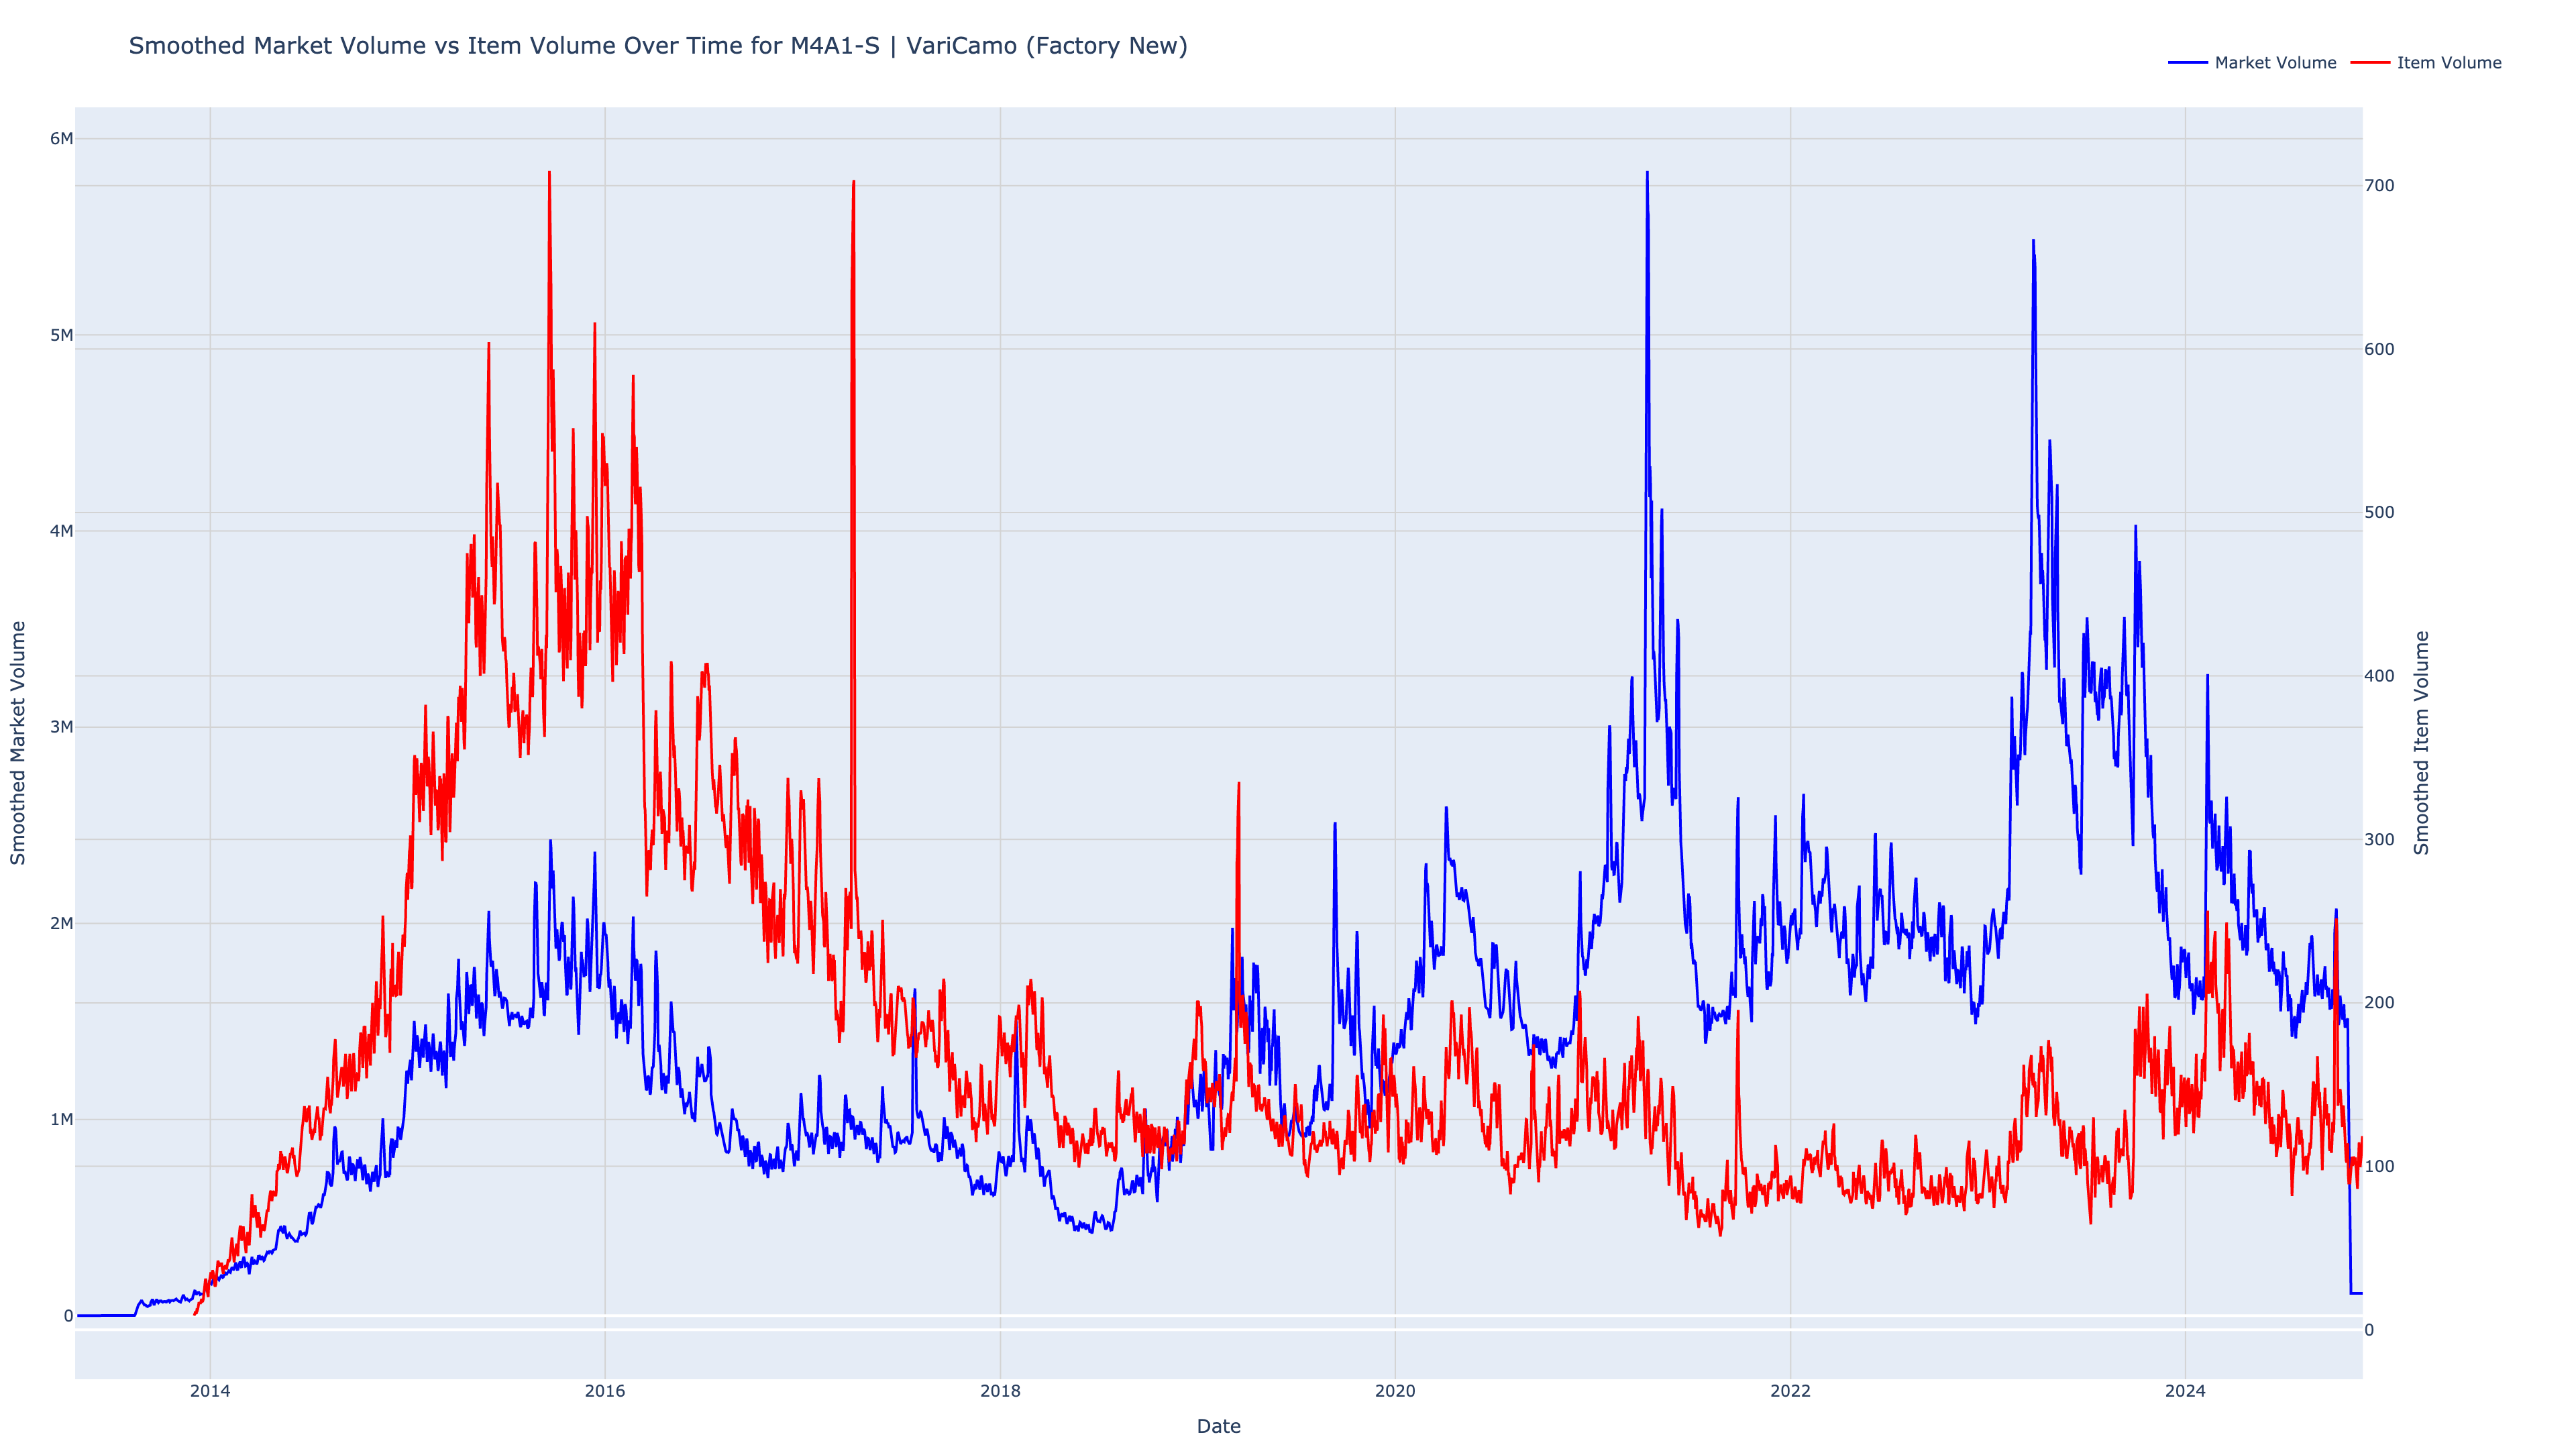 Smoothed Market Volume vs Item Volume Over Time for M4A1-S | VariCamo (Factory New)
Market Volume
Item Volume
6M
5M
4M
3M
2M
1M
0
Smoothed Market Volume
700
600
500
400
300
200
100
0
Smoothed Item Volume
2014
2016
2018
2020
2022
2024
Date